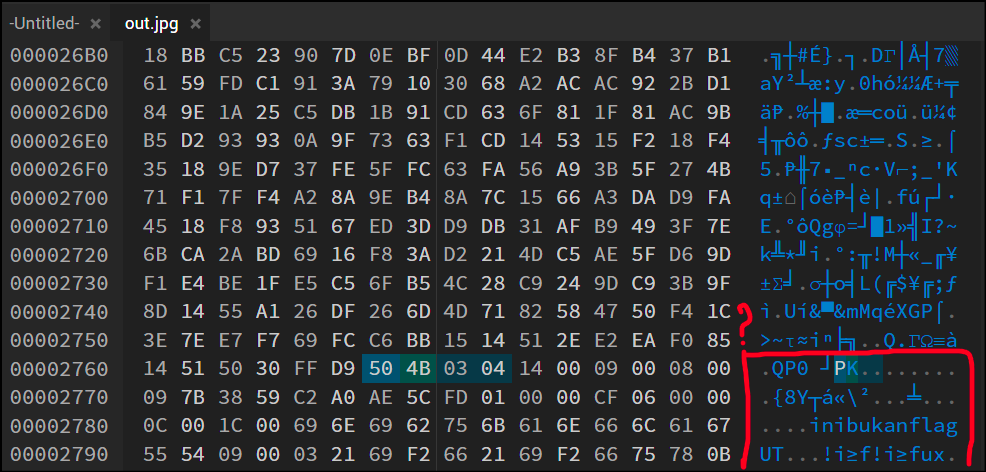 -Untitled- × out.jpg ×
000026B0 18 BB C5 23 90 7D 0E BF 0D 44 E2 B3 8F B4 37 B1 .╗┼#É}.┐.DΓ│Å┤7▒
000026C0 61 59 FD C1 91 3A 79 10 30 68 A2 AC AC 92 2B D1 aY²┴æ:y.0hó¼¼Æ+╤
000026D0 84 9E 1A 25 C5 DB 1B 91 CD 63 6F 81 1F 81 AC 9B ä₧.%┼█.æ═coü.ü¼¢
000026E0 B5 D2 93 93 0A 9F 73 63 F1 CD 14 53 15 F2 18 F4 ╡╥ôô.ƒsc±═.S.≥.⌠
000026F0 35 18 9E D7 37 FE 5F FC 63 FA 56 A9 3B 5F 27 4B 5.₧╫7■_ⁿc·V⌐;_'K
00002700 71 F1 7F F4 A2 8A 9E B4 8A 7C 15 66 A3 DA D9 FA q±⌂⌠óè₧┤è|.fú┌┘·
00002710 45 18 F8 93 51 67 ED 3D D9 DB 31 AF B9 49 3F 7E E.°ôQgφ=┘█1»╣I?~
00002720 6B CA 2A BD 69 16 F8 3A D2 21 4D C5 AE 5F D6 9D k╩*╜i.°:╥!M┼«_╓¥
00002730 F1 E4 BE 1F E5 C5 6F B5 4C 28 C9 24 9D C9 3B 9F ±Σ╛.σ┼o╡L(╔$¥╔;ƒ
00002740 8D 14 55 A1 26 DF 26 6D 4D 71 82 58 47 50 F4 1C ? ì.Uí&▀&mMqéXGP⌠.
00002750 3E 7E E7 F7 69 FC C6 BB 15 14 51 2E E2 EA F0 85 >~τ≈iⁿ╞╗..Q.ΓΩ≡à
00002760 14 51 50 30 FF D9 50 4B 03 04 14 00 09 00 08 00 .QP0 ┘PK........
00002770 09 7B 38 59 C2 A0 AE 5C FD 01 00 00 CF 06 00 00 .{8Y┬á«\²...╧...
00002780 0C 00 1C 00 69 6E 69 62 75 6B 61 6E 66 6C 61 67 ....inibukanflag
00002790 55 54 09 00 03 21 69 F2 66 21 69 F2 66 75 78 0B UT...!i≥f!i≥fux.